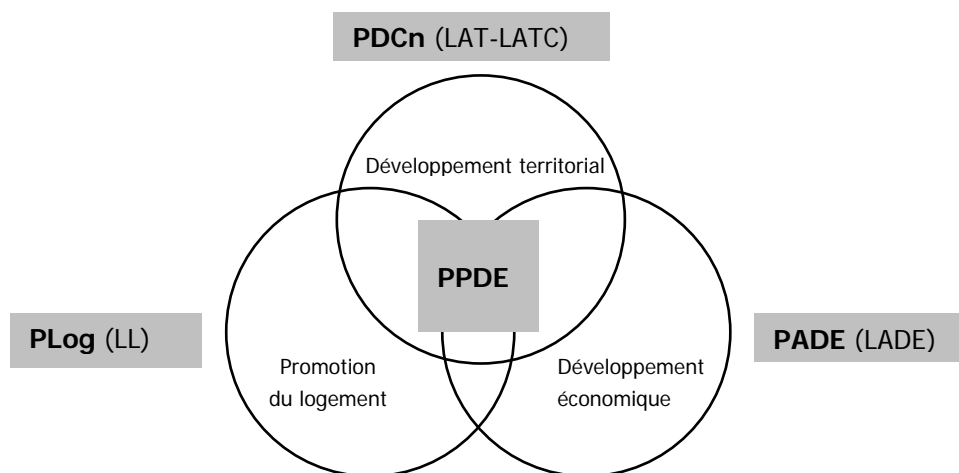 PDCn (LAT-LATC)
Développement territorial
PPDE
PLog (LL)
PADE (LADE)
Promotion
du logement
Développement
économique